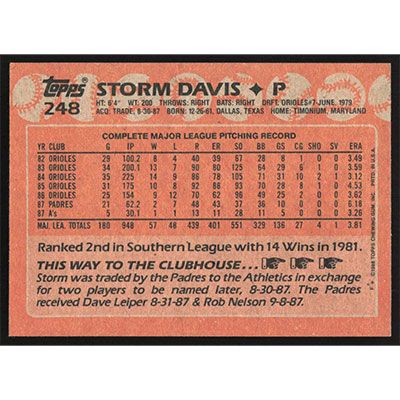 Topps
248
STORM DAVIS ✦ P
HT: 6'4" WT: 200 THROWS: RIGHT BATS: RIGHT DRFT: ORIOLES #7-JUNE, 1979
ACQ: TRADE, 8-30-87 BORN: 12-26-61, DALLAS, TEXAS HOME: TIMONIUM, MARYLAND
COMPLETE MAJOR LEAGUE PITCHING RECORD
YR CLUB G IP W L R ER SO BB GS CG SHO SV ERA
82 ORIOLES 29 100.2 8 4 40 39 67 28 8 1 0 0 3.49
83 ORIOLES 34 200.1 13 7 90 80 125 64 29 6 1 0 3.59
84 ORIOLES 35 225 14 9 86 78 105 71 31 10 2 1 3.12
85 ORIOLES 31 175 10 8 92 88 93 70 28 8 1 0 4.53
86 ORIOLES 25 154 9 12 70 62 96 49 25 2 0 0 3.62
87 PADRES 21 62.2 2 7 48 43 37 36 10 0 0 0 6.18
87 A's 5 30.1 1 1 13 11 28 11 5 0 0 0 3.26
MAJ. LEA. TOTALS 180 948 57 48 439 401 551 329 136 27 4 1 3.81
Ranked 2nd in Southern League with 14 Wins in 1981.
THIS WAY TO THE CLUBHOUSE...
Storm was traded by the Padres to the Athletics in exchange
for two players to be named later, 8-30-87. The Padres
received Dave Leiper 8-31-87 & Rob Nelson 9-8-87.
©1988 TOPPS CHEWING GUM, INC. PRTD. IN U.S.A.